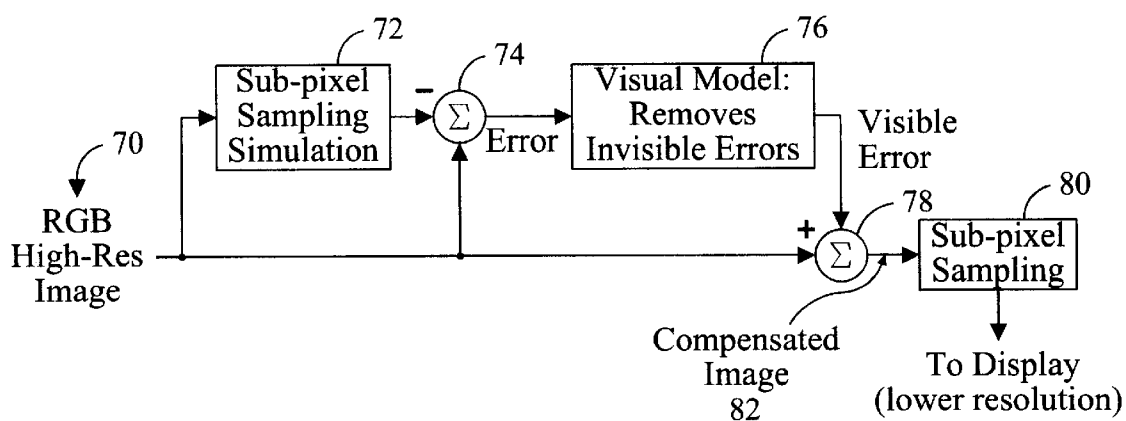 72
Sub-pixel
Sampling
Simulation
−
74
Σ
Error
76
Visual Model:
Removes
Invisible Errors
Visible
Error
70
RGB
High-Res
Image
+
78
Σ
80
Sub-pixel
Sampling
Compensated
Image
82
To Display
(lower resolution)